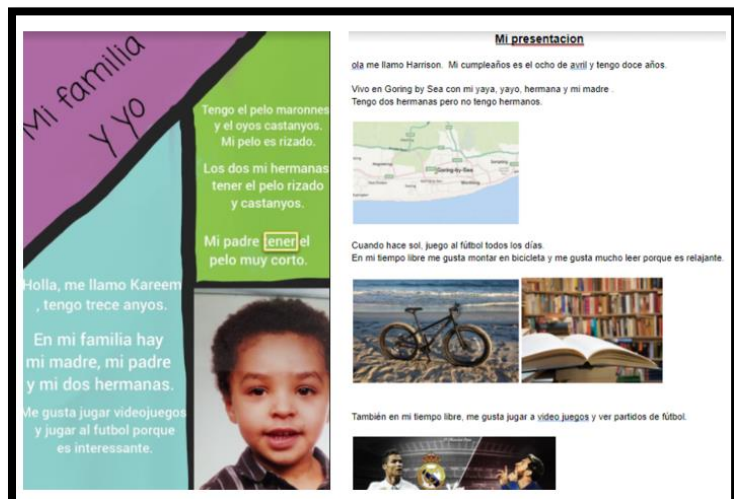 Mi familia
y yo
Tengo el pelo maronnes
y el oyos castanyos.
Mi pelo es rizado.
Los dos mi hermanas
tener el pelo rizado
y castanyos.
Mi padre tener el
pelo muy corto.
Holla, me llamo Kareem
, tengo trece anyos.
En mi familia hay
mi madre, mi padre
y mi dos hermanas.
Me gusta jugar videojuegos
y jugar al futbol porque
es interessante.
Mi presentacion
ola me llamo Harrison. Mi cumpleaños es el ocho de avril y tengo doce años.
Vivo en Goring by Sea con mi yaya, yayo, hermana y mi madre .
Tengo dos hermanas pero no tengo hermanos.
Goring-by-Sea
Cuando hace sol, juego al fútbol todos los días.
En mi tiempo libre me gusta montar en bicicleta y me gusta mucho leer porque es relajante.
También en mi tiempo libre, me gusta jugar a video juegos y ver partidos de fútbol.